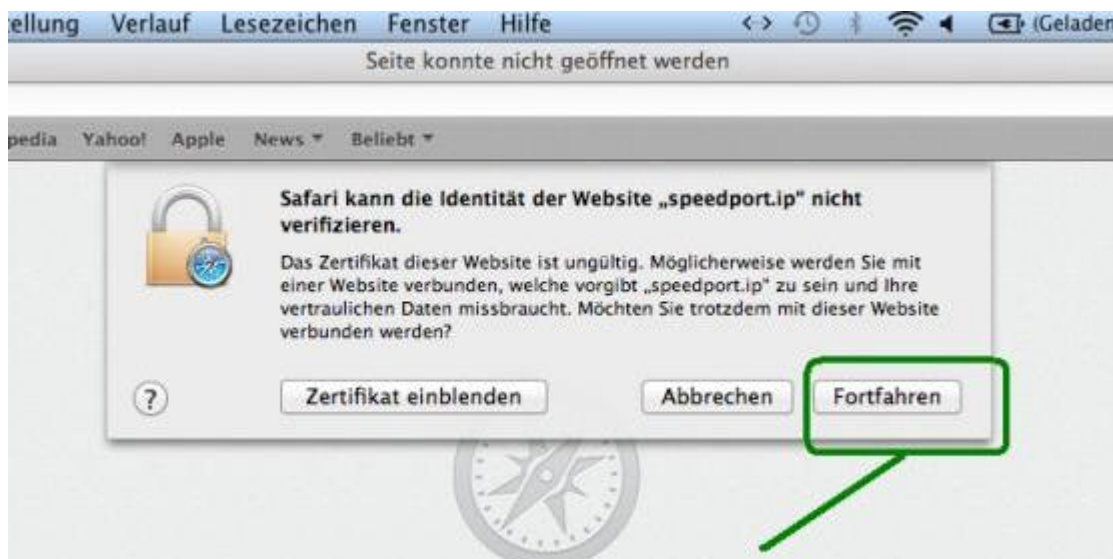 Verlauf Lesezeichen Fenster Hilfe (Geladen
Seite konnte nicht geöffnet werden
Yahoo! Apple News Beliebt
Safari kann die Identität der Website „speedport.ip“ nicht
verifizieren.
Das Zertifikat dieser Website ist ungültig. Möglicherweise werden Sie mit
einer Website verbunden, welche vorgibt „speedport.ip“ zu sein und Ihre
vertraulichen Daten missbraucht. Möchten Sie trotzdem mit dieser Website
verbunden werden?
? Zertifikat einblenden Abbrechen Fortfahren